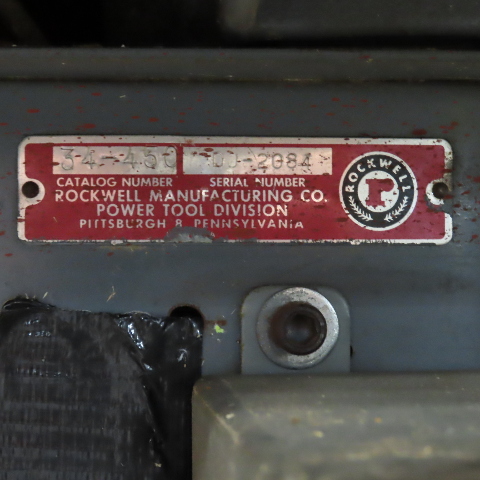 34-450
CATALOG NUMBER SERIAL NUMBER
ROCKWELL MANUFACTURING CO.
POWER TOOL DIVISION
PITTSBURGH 8, PENNSYLVANIA
ROCKWELL
R